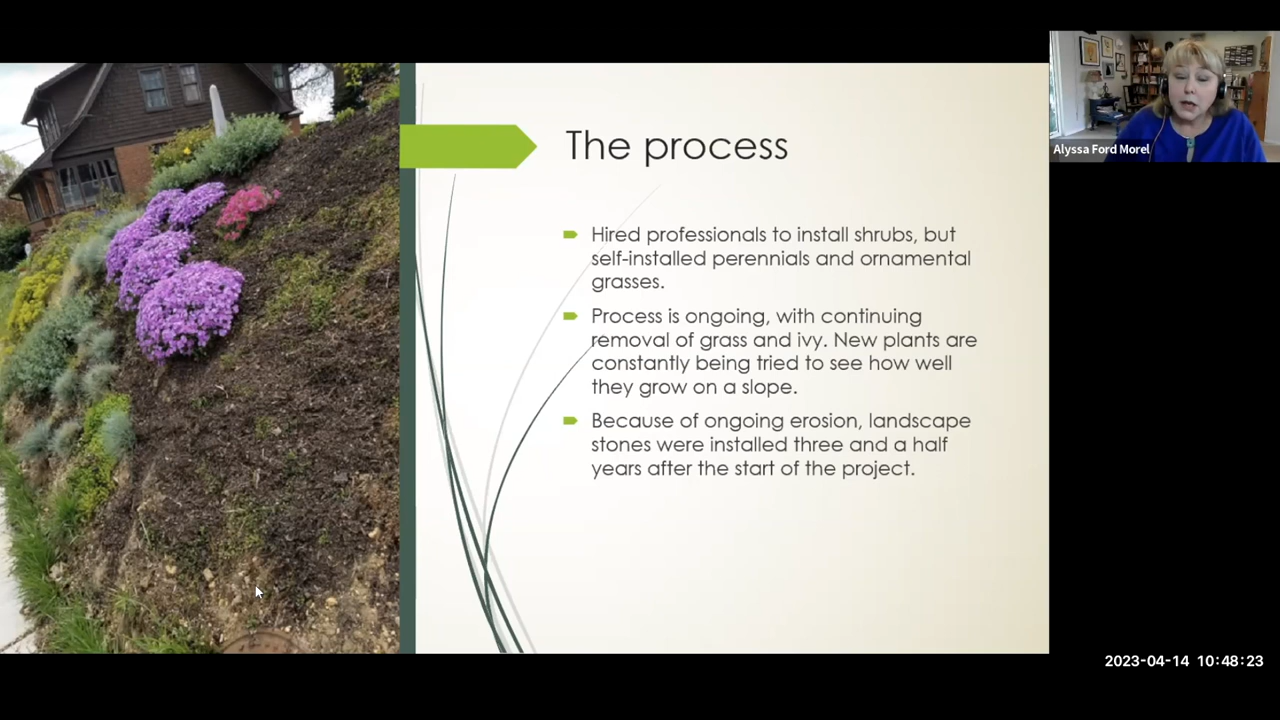 The process
Hired professionals to install shrubs, but
self-installed perennials and ornamental
grasses.
Process is ongoing, with continuing
removal of grass and ivy. New plants are
constantly being tried to see how well
they grow on a slope.
Because of ongoing erosion, landscape
stones were installed three and a half
years after the start of the project.
Alyssa Ford Morel
2023-04-14 10:48:23